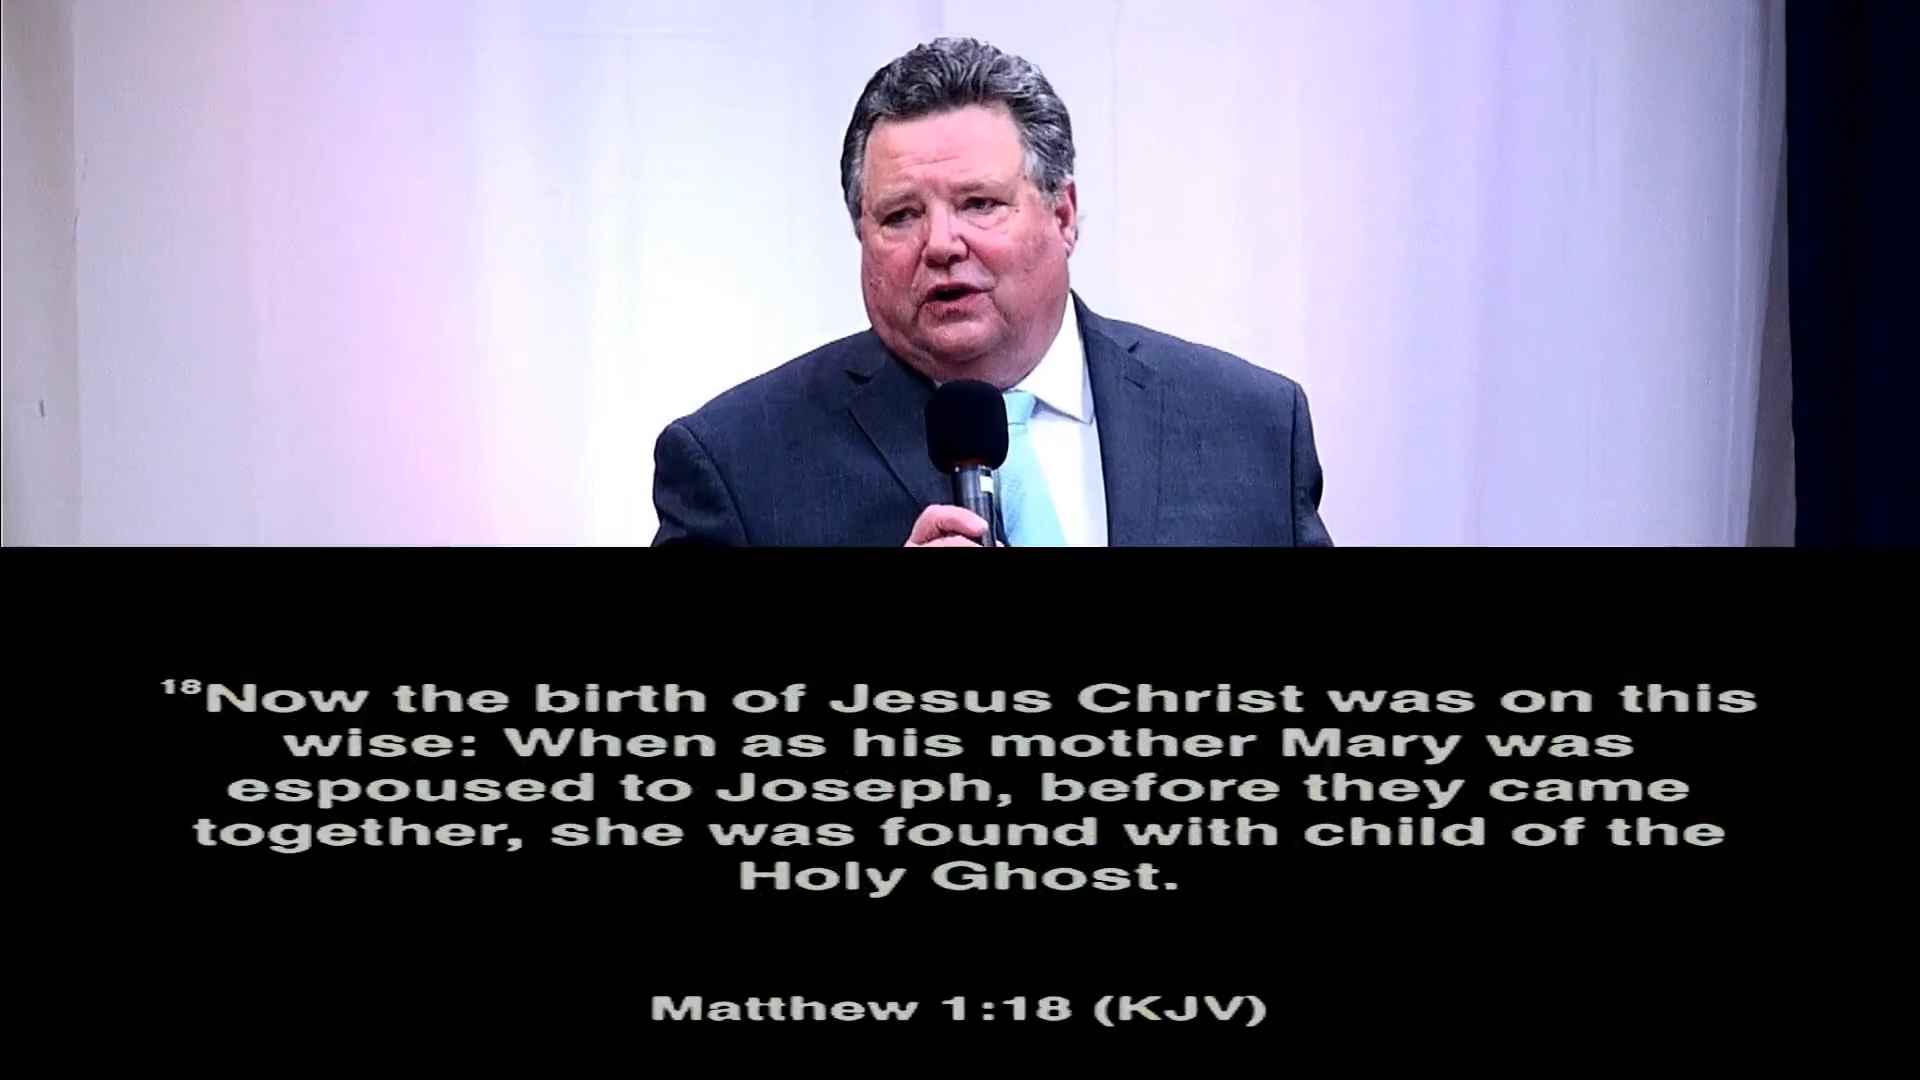 ¹⁸Now the birth of Jesus Christ was on this
wise: When as his mother Mary was
espoused to Joseph, before they came
together, she was found with child of the
Holy Ghost.
Matthew 1:18 (KJV)